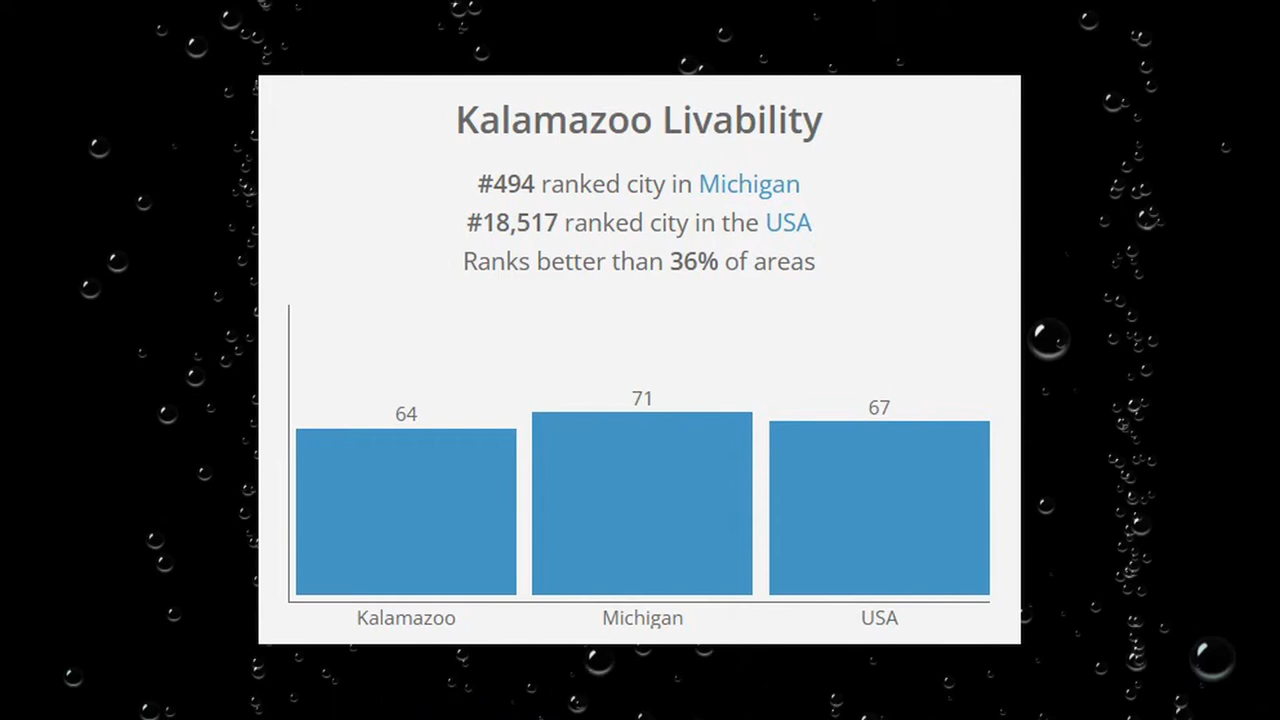 Kalamazoo Livability
#494 ranked city in Michigan
#18,517 ranked city in the USA
Ranks better than 36% of areas
64
71
67
Kalamazoo
Michigan
USA